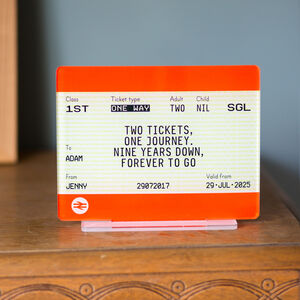 Class Ticket type Adult Child
1ST ONE WAY TWO NIL SGL
TWO TICKETS,
ONE JOURNEY.
NINE YEARS DOWN,
FOREVER TO GO
To
ADAM
From Valid from
JENNY 29072017 29·JUL·2025